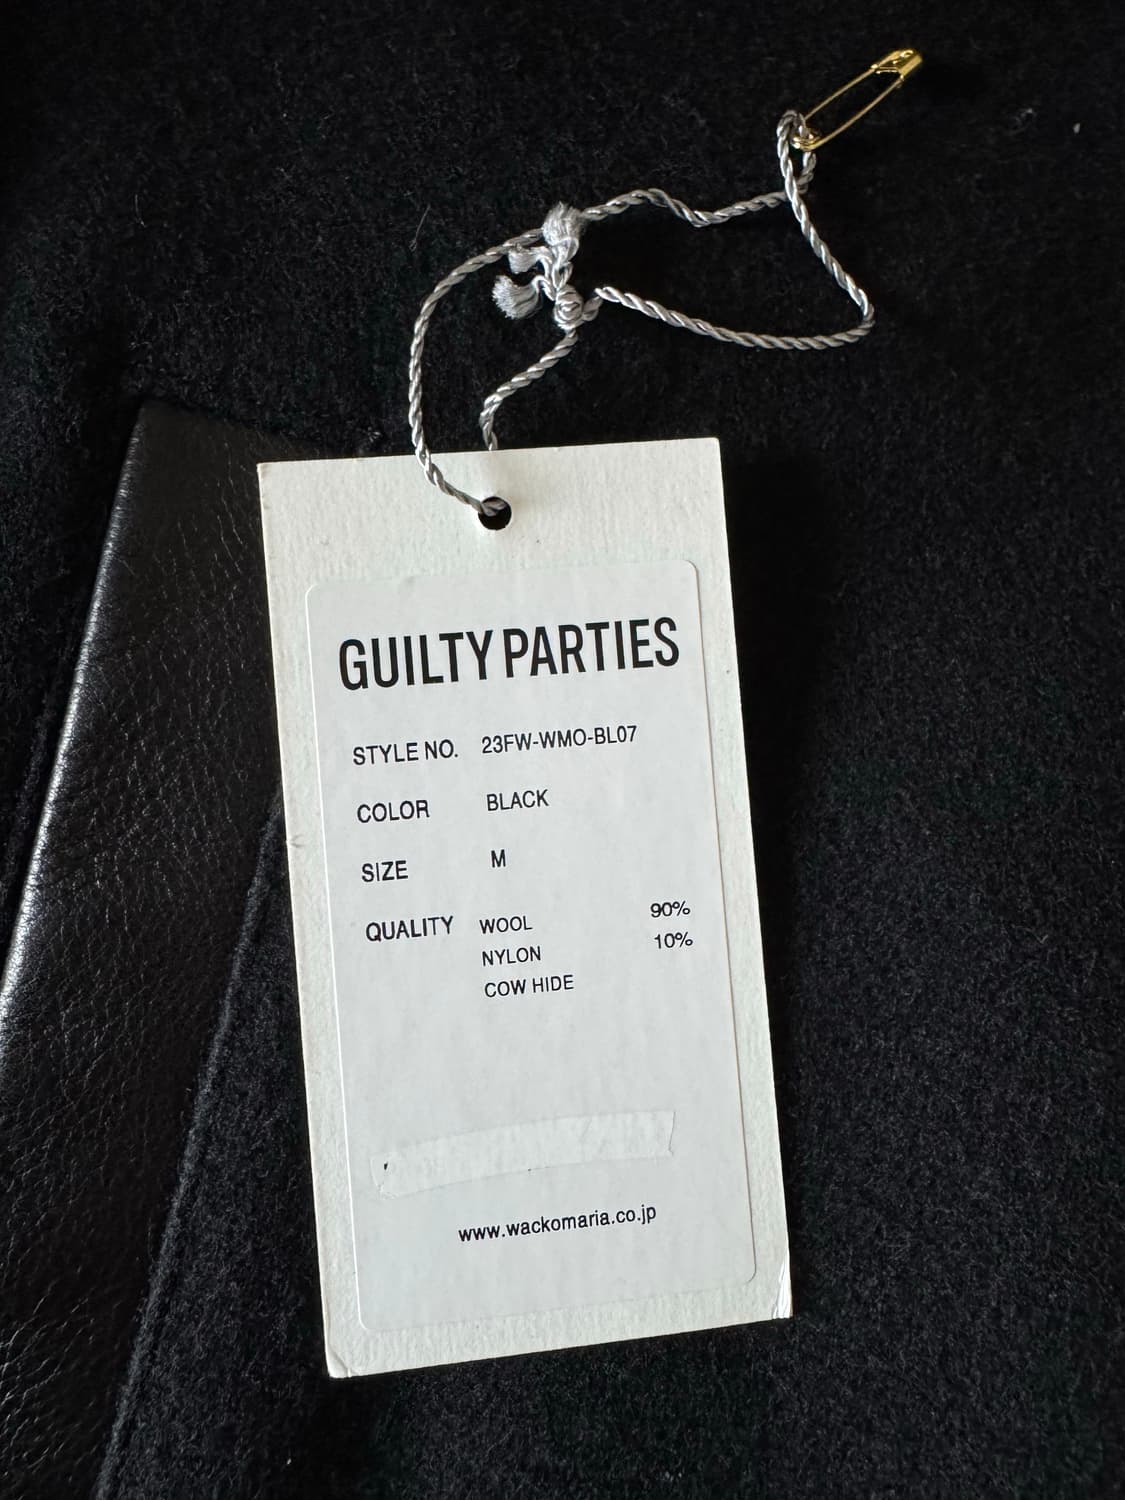 GUILTY PARTIES
STYLE NO. 23FW-WMO-BL07
COLOR BLACK
SIZE M
QUALITY WOOL 90%
NYLON 10%
COW HIDE
www.wackomaria.co.jp